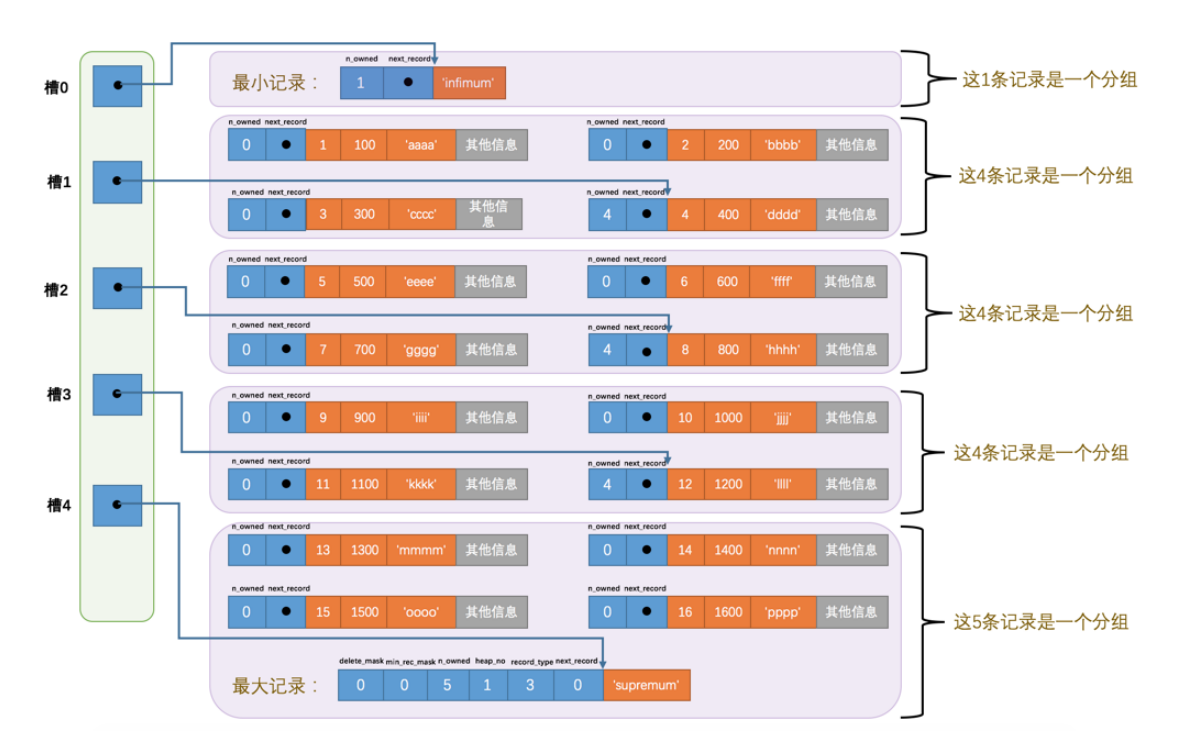 槽0
n_owned next_record
最小记录：
1
'infimum'
这1条记录是一个分组
n_owned next_record
0 1 100 'aaaa' 其他信息
n_owned next_record
0 2 200 'bbbb' 其他信息
槽1
n_owned next_record
0 3 300 'cccc' 其他信
息
n_owned next_record
4 4 400 'dddd' 其他信息
这4条记录是一个分组
n_owned next_record
0 5 500 'eeee' 其他信息
n_owned next_record
0 6 600 'ffff' 其他信息
槽2
n_owned next_record
0 7 700 'gggg' 其他信息
n_owned next_record
4 8 800 'hhhh' 其他信息
这4条记录是一个分组
槽3
n_owned next_record
0 9 900 'iiii' 其他信息
n_owned next_record
0 10 1000 'jjjj' 其他信息
n_owned next_record
0 11 1100 'kkkk' 其他信息
n_owned next_record
4 12 1200 'llll' 其他信息
这4条记录是一个分组
槽4
n_owned next_record
0 13 1300 'mmmm' 其他信息
n_owned next_record
0 14 1400 'nnnn' 其他信息
n_owned next_record
0 15 1500 'oooo' 其他信息
n_owned next_record
0 16 1600 'pppp' 其他信息
这5条记录是一个分组
delete_mask min_rec_mask n_owned heap_no record_type next_record
最大记录：
0 0 5 1 3 0 'supremum'